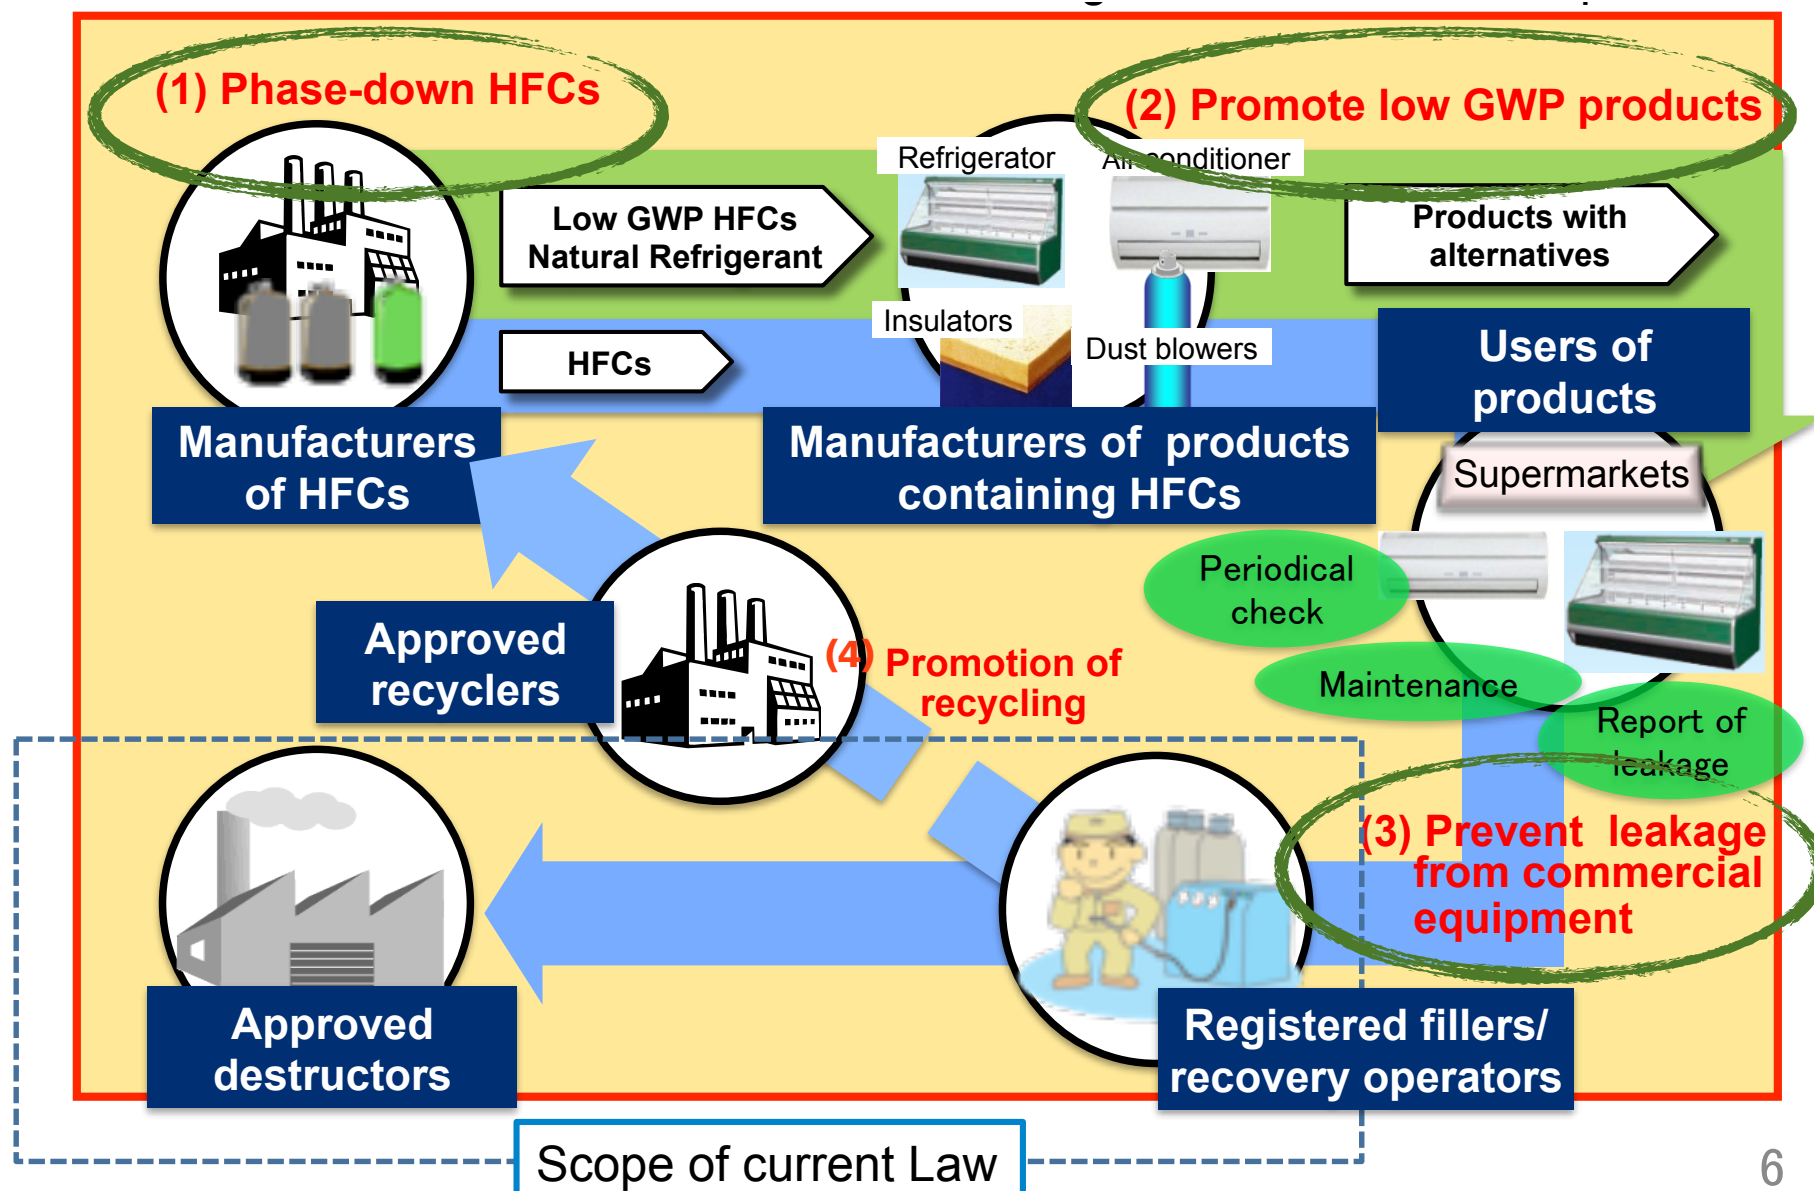 (1) Phase-down HFCs
(2) Promote low GWP products
Refrigerator
Air conditioner
Low GWP HFCs
Natural Refrigerant
Products with
alternatives
Insulators
Dust blowers
HFCs
Users of
products
Manufacturers
of HFCs
Manufacturers of products
containing HFCs
Supermarkets
Periodical
check
Approved
recyclers
(4) Promotion of
recycling
Maintenance
Report of
leakage
(3) Prevent leakage
from commercial
equipment
Approved
destructors
Registered fillers/
recovery operators
Scope of current Law
6